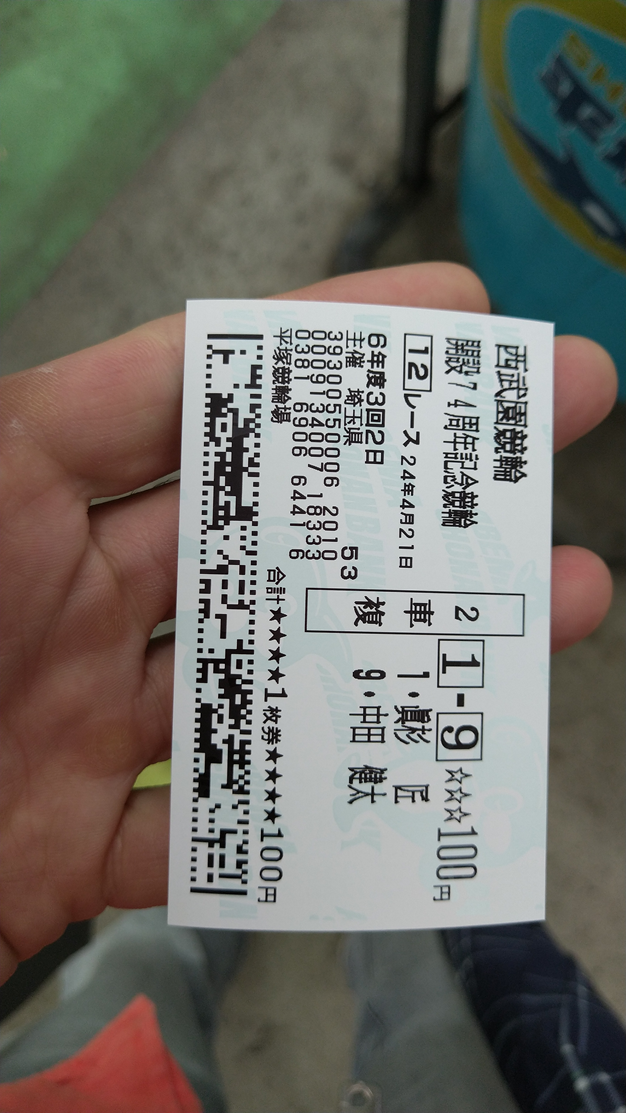 西武園競輪
開設74周年記念競輪
12レース 24年4月21日
6年度3回2日
主催 埼玉県 53
39300550006 2010
0009134007 18333
0381 6906 6441 6
平塚競輪場
2車複
1-9 ☆☆☆100円
1・眞杉 匠
9・中田 健太
合計★★★★1枚券★★★★100円